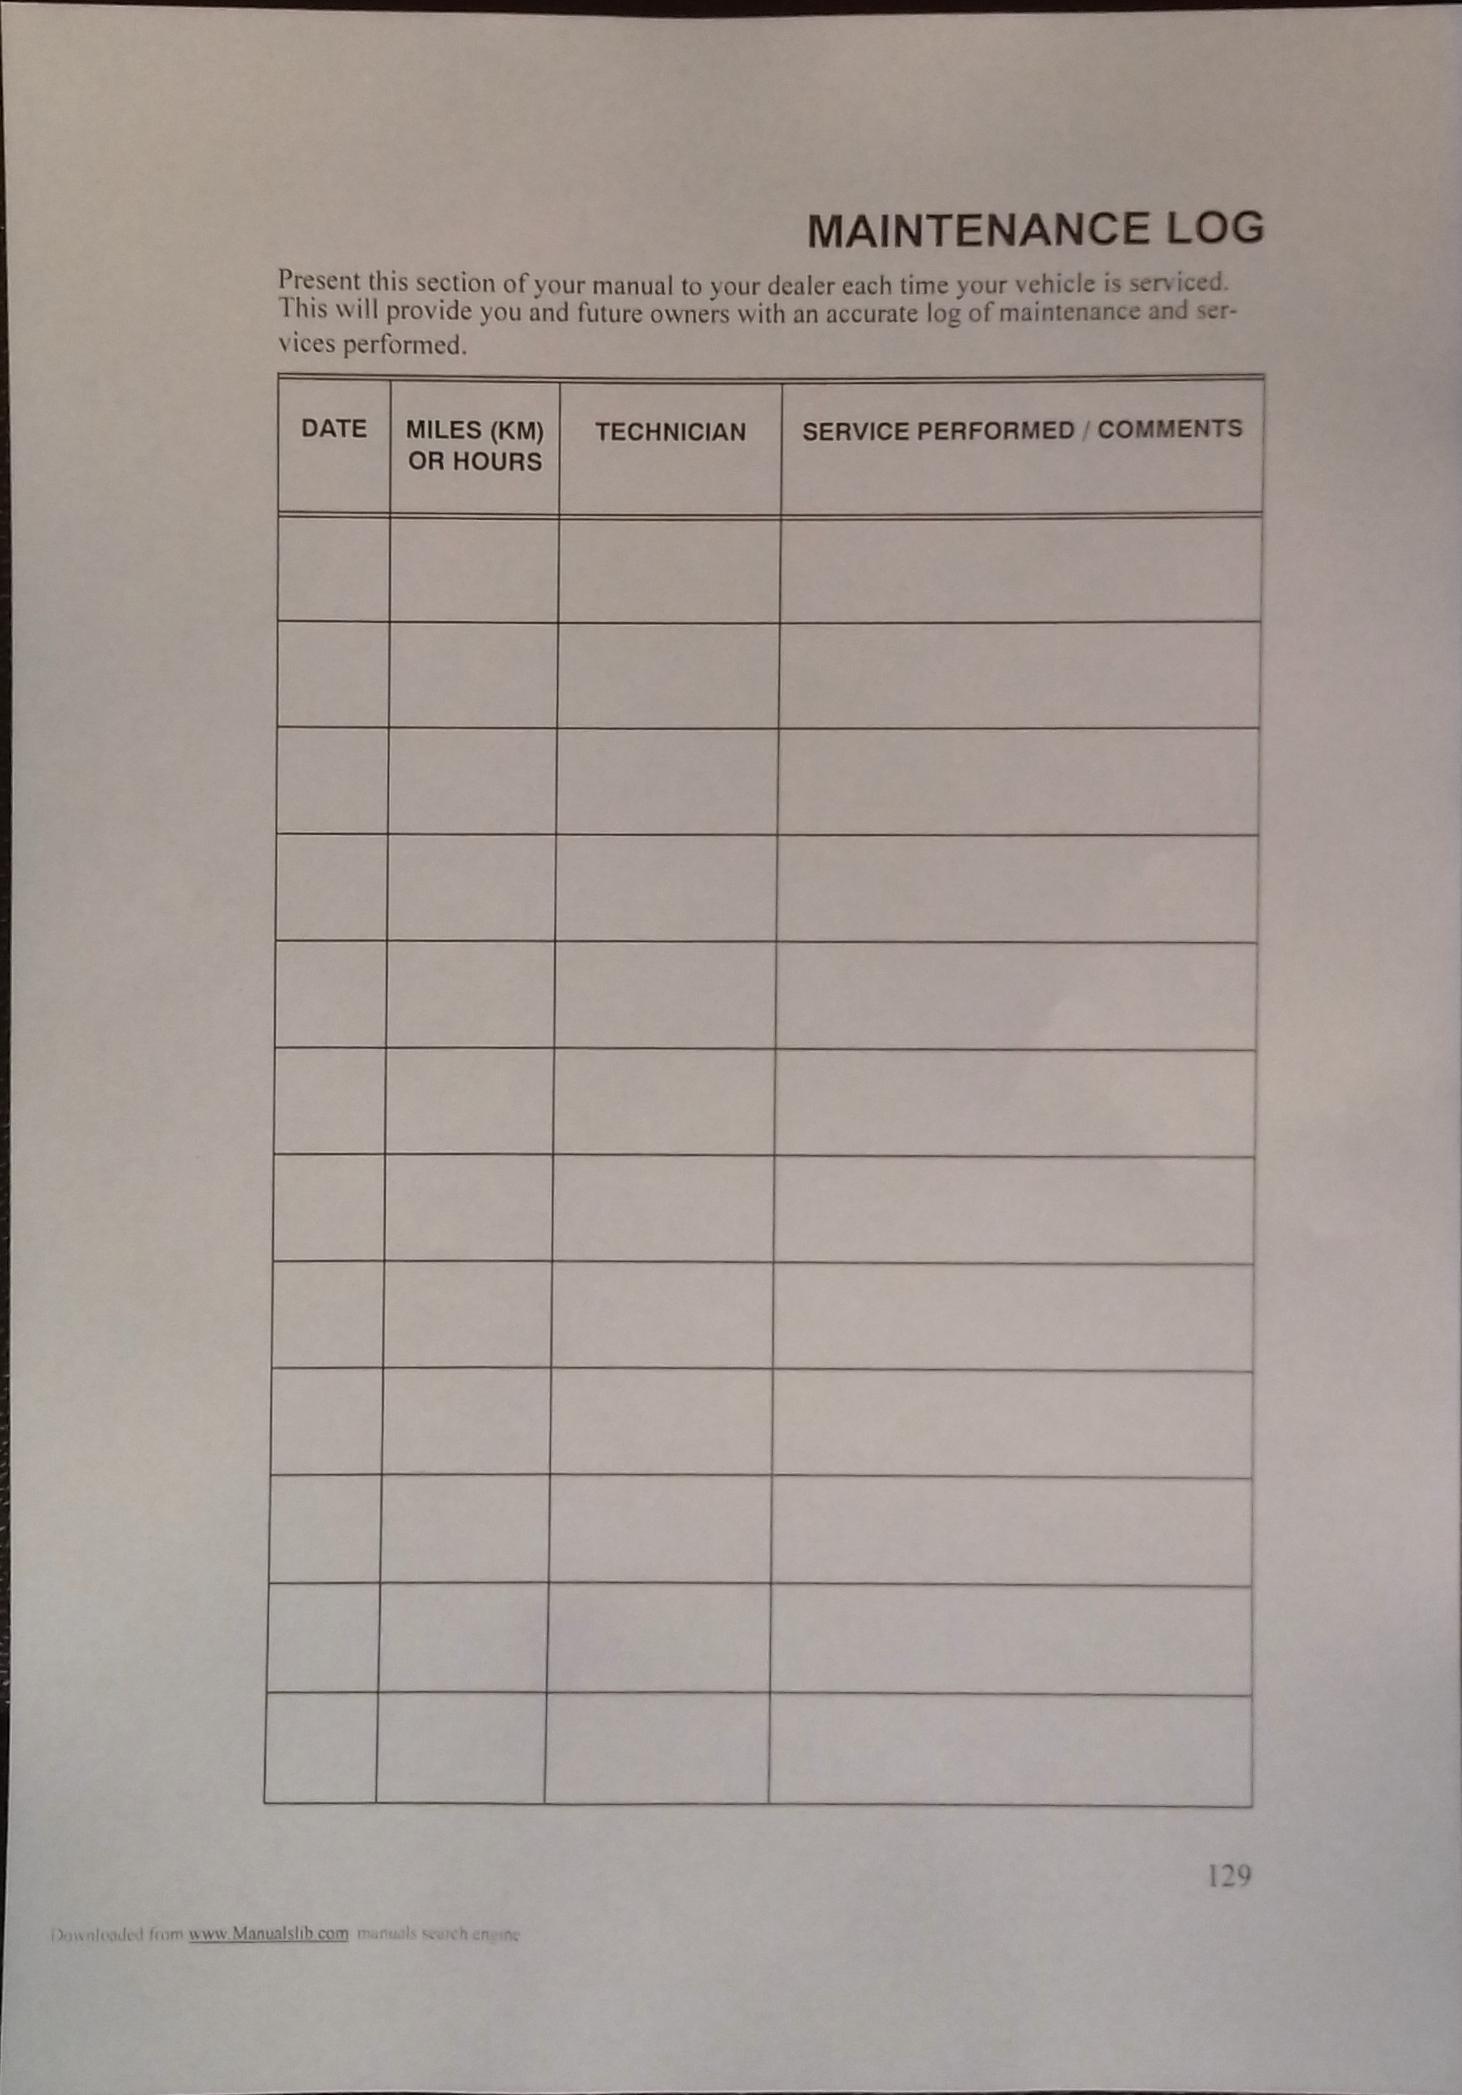 MAINTENANCE LOG
Present this section of your manual to your dealer each time your vehicle is serviced.
This will provide you and future owners with an accurate log of maintenance and ser-
vices performed.
DATE MILES (KM) TECHNICIAN SERVICE PERFORMED / COMMENTS
OR HOURS
129
Downloaded from www.Manualslib.com manuals search engine